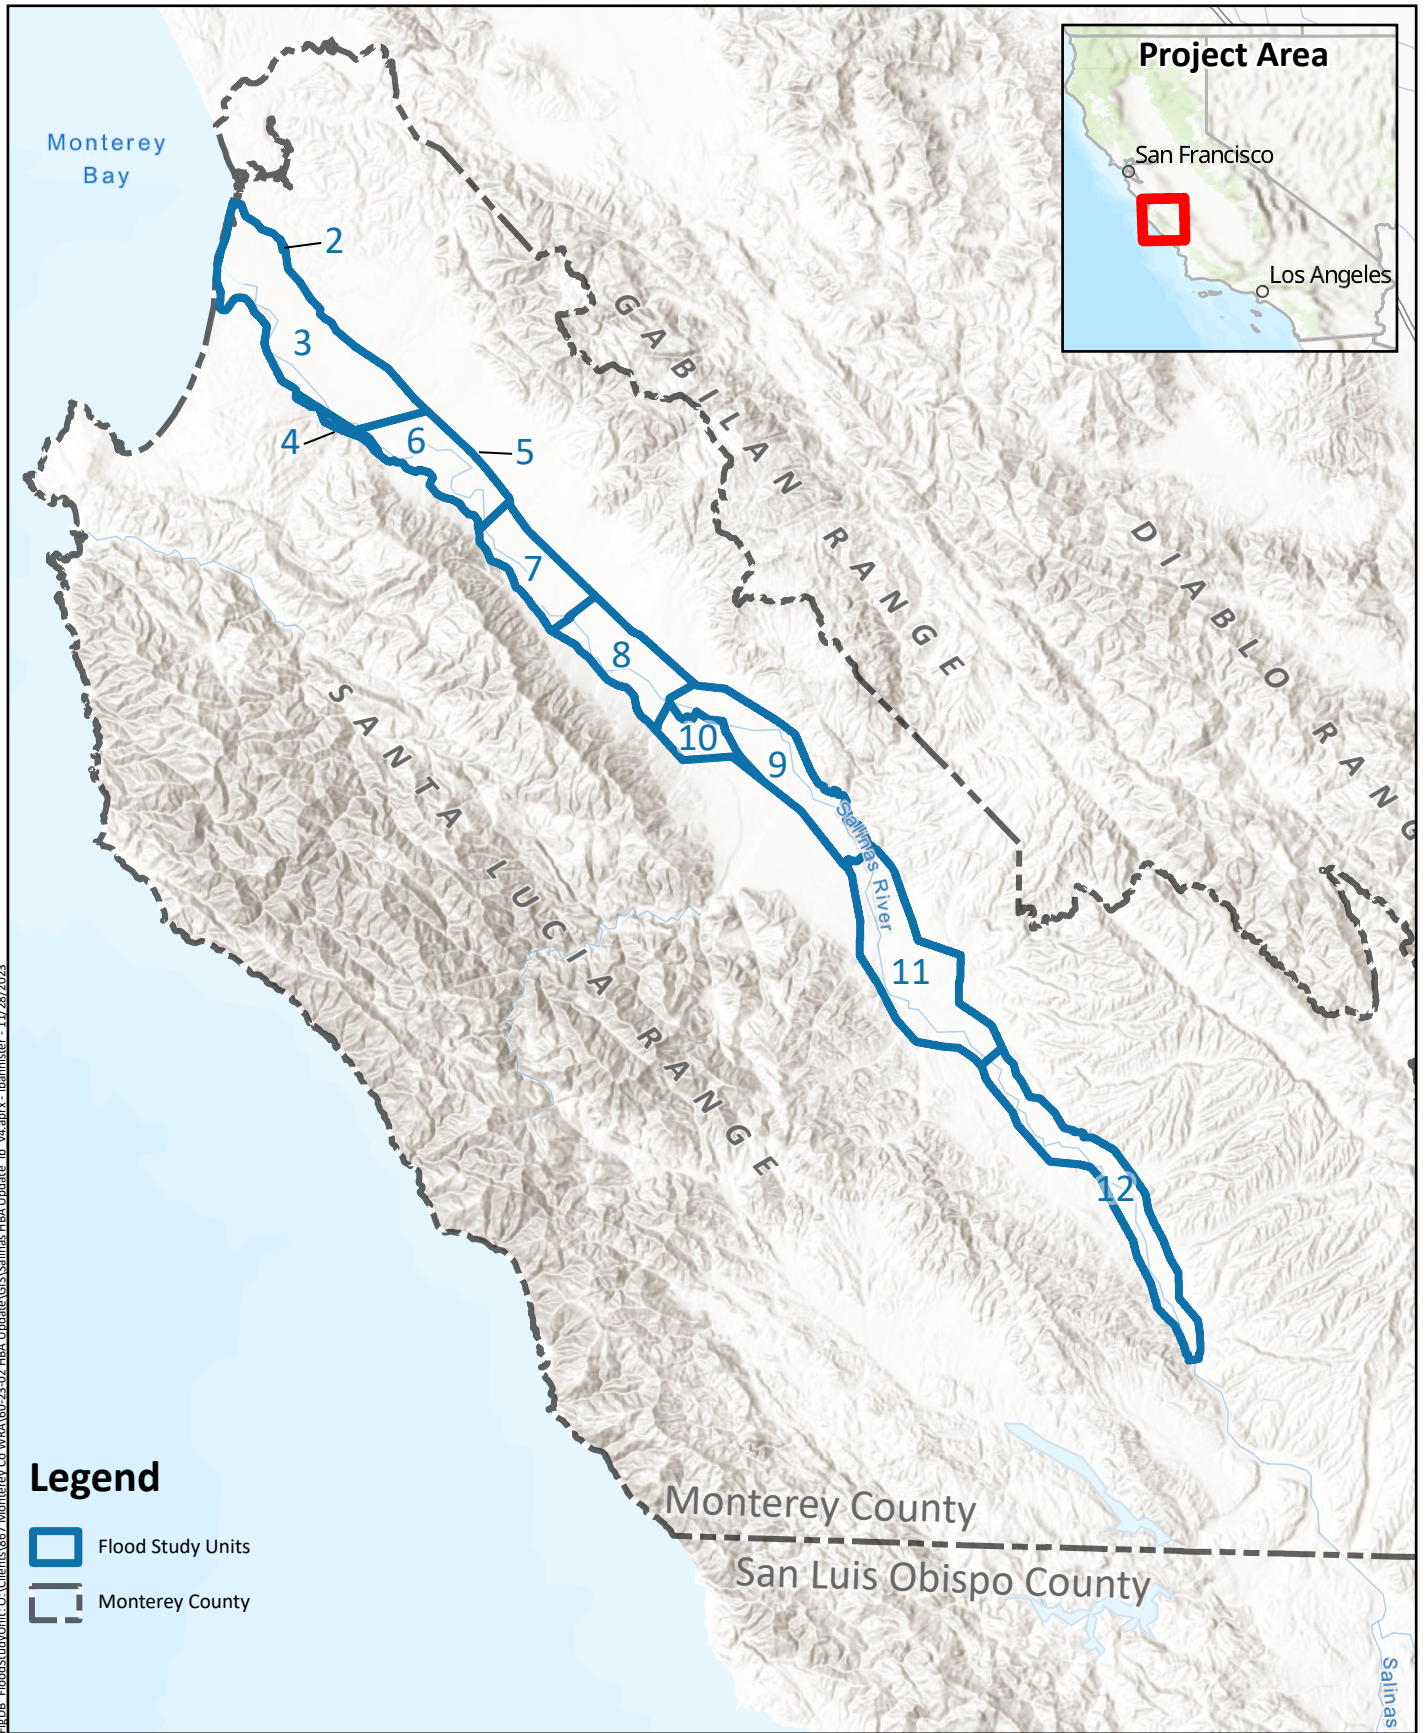 Project Area
San Francisco
Los Angeles
Monterey
Bay
2
3
4
6
5
GABILAN RANGE
DIABLO RANG
7
8
10
9
Salinas River
SANTA LUCIA RANGE
11
12
Monterey County
San Luis Obispo County
Salinas
Legend
Flood Study Units
Monterey County